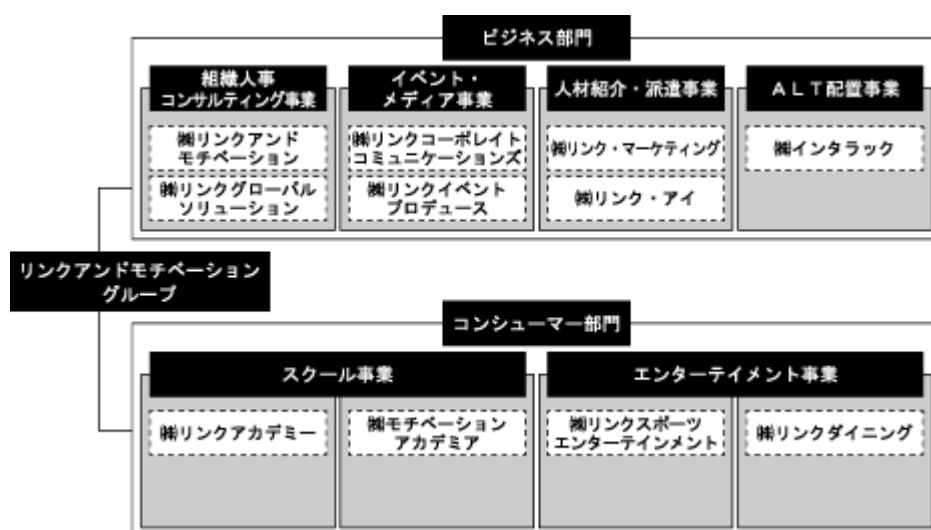 ビジネス部門
組織人事
コンサルティング事業
イベント・
メディア事業
人材紹介・派遣事業
ＡＬＴ配置事業
㈱リンクアンド
モチベーション
㈱リンクコーポレイト
コミュニケーションズ
㈱リンク・マーケティング
㈱インタラック
㈱リンクグローバル
ソリューション
㈱リンクイベント
プロデュース
㈱リンク・アイ
リンクアンドモチベーション
グループ
コンシューマー部門
スクール事業
エンターテイメント事業
㈱リンクアカデミー
㈱モチベーション
アカデミア
㈱リンクスポーツ
エンターテインメント
㈱リンクダイニング